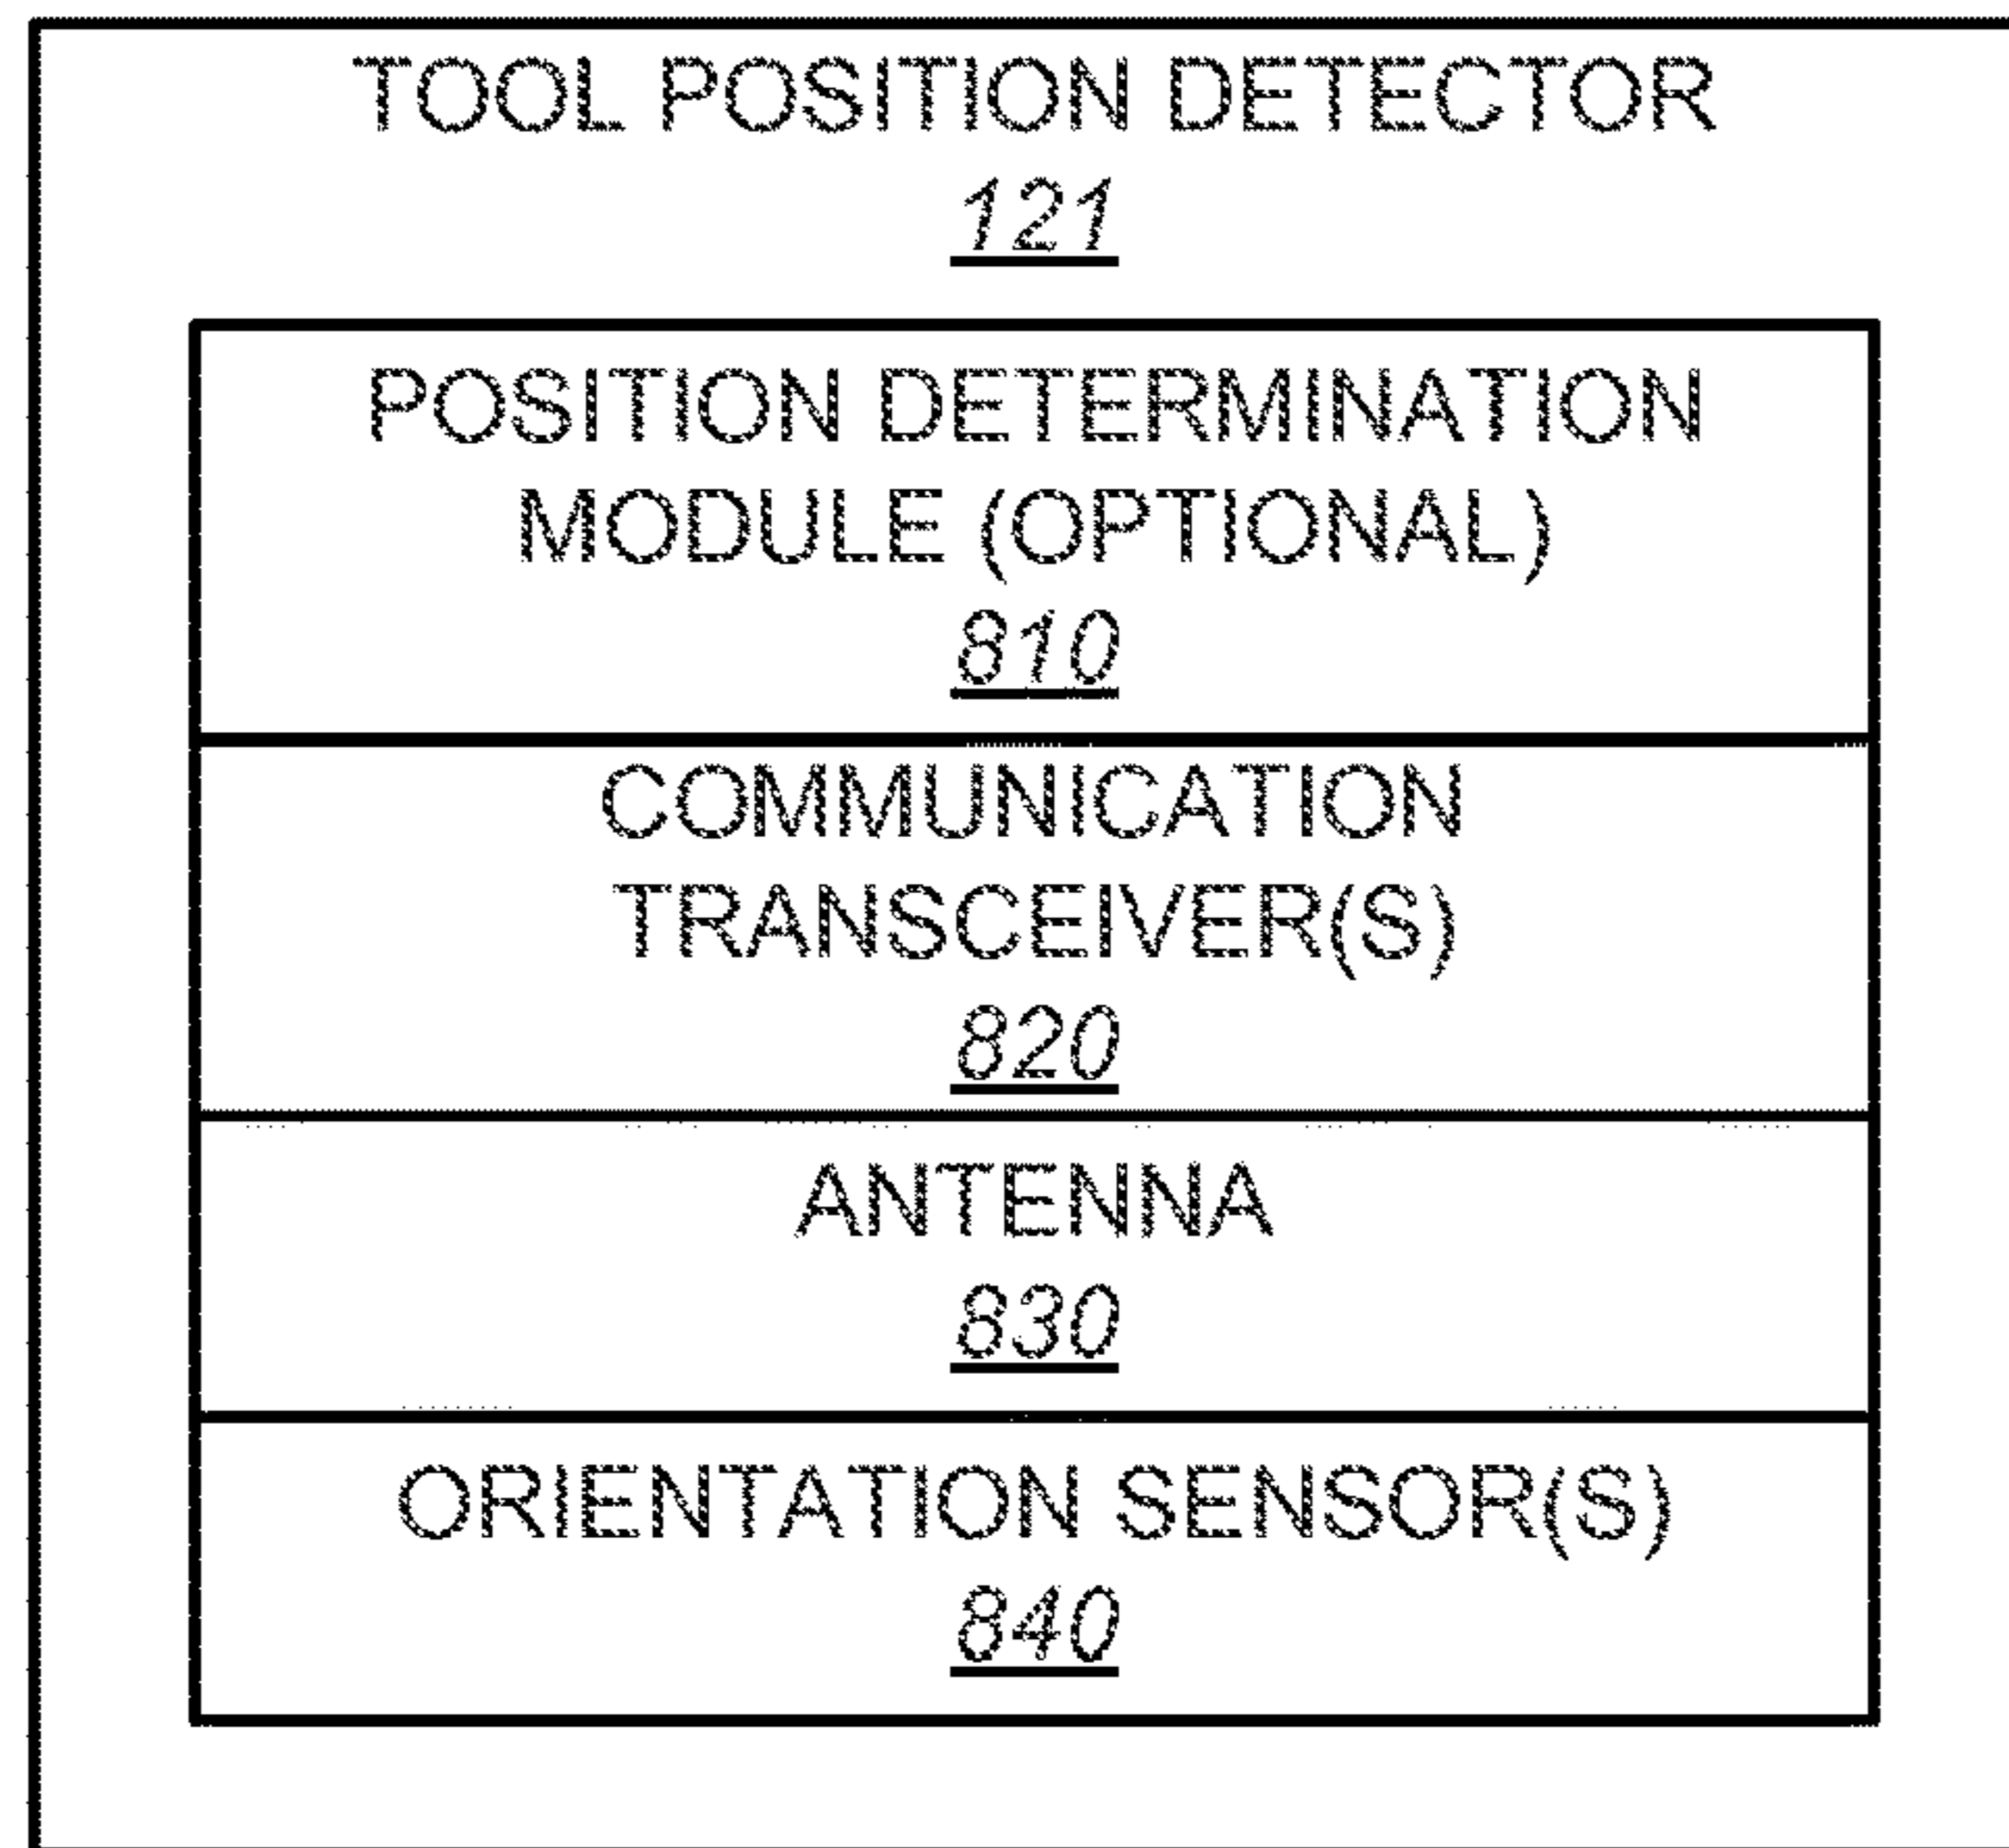 TOOL POSITION DETECTOR
121
POSITION DETERMINATION
MODULE (OPTIONAL)
810
COMMUNICATION
TRANSCEIVER(S)
820
ANTENNA
830
ORIENTATION SENSOR(S)
840